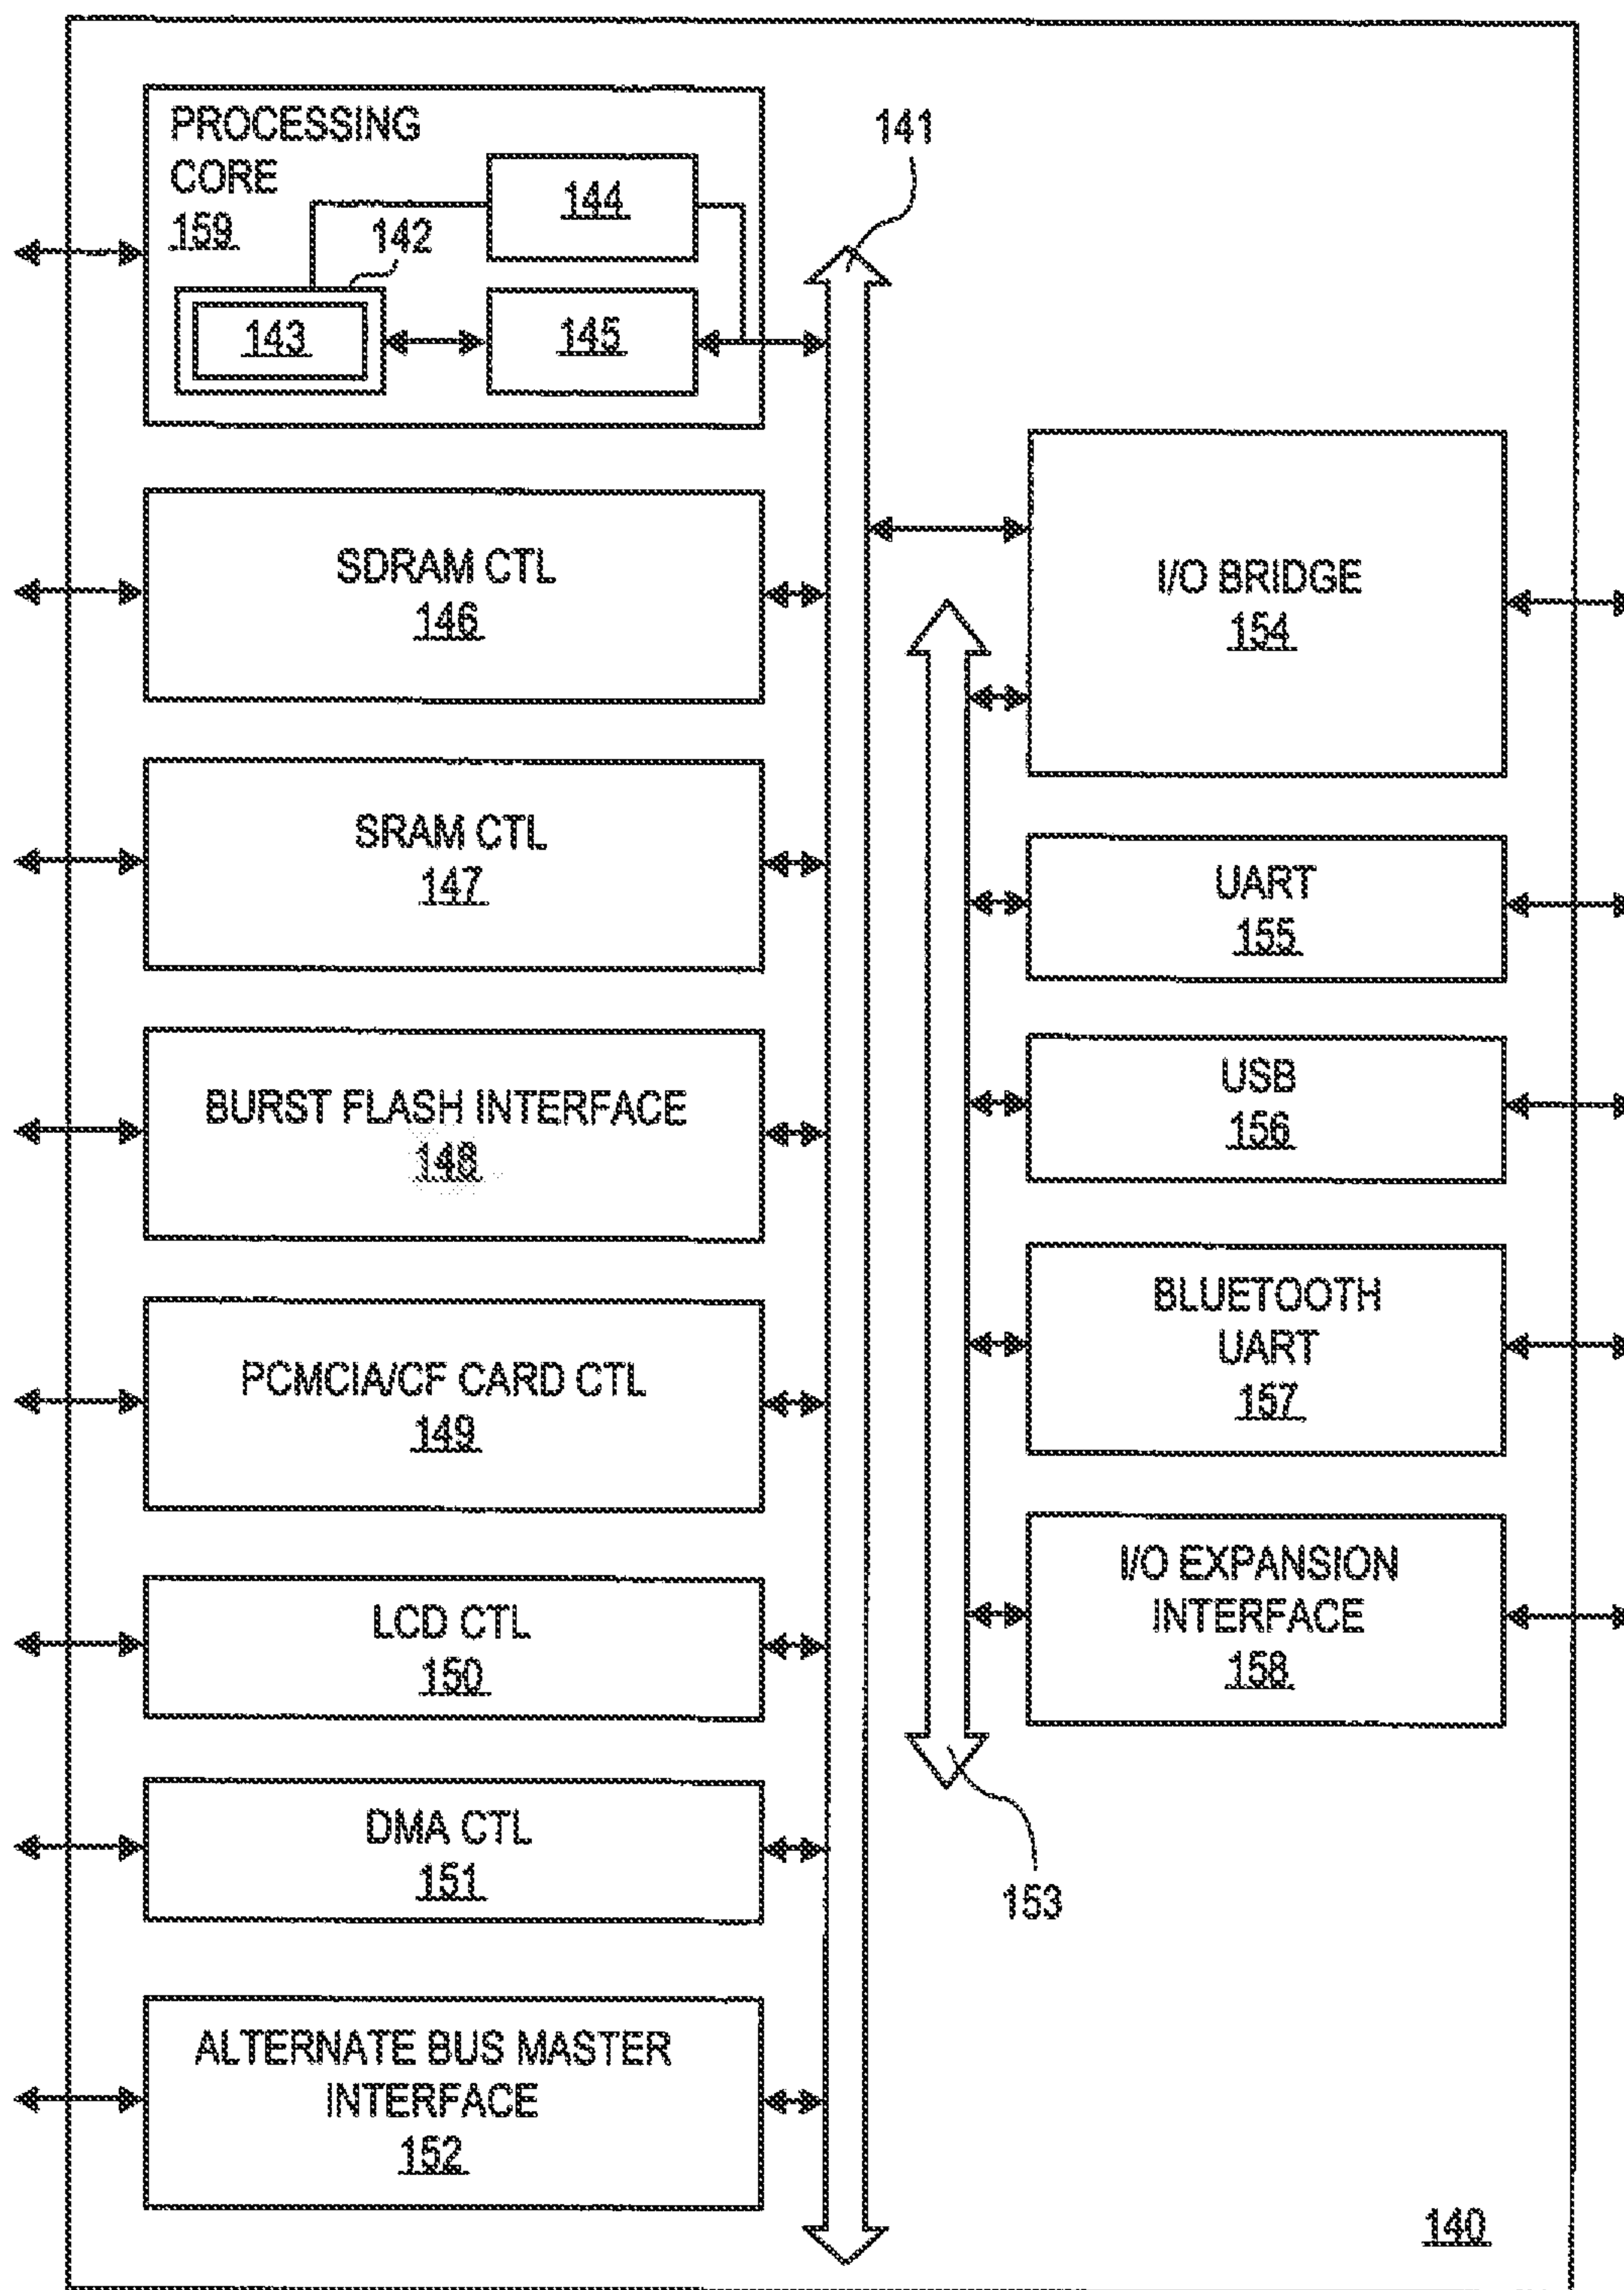 PROCESSING
CORE
159
142
144
143
145
141
SDRAM CTL
146
SRAM CTL
147
BURST FLASH INTERFACE
148
PCMCIA/CF CARD CTL
149
LCD CTL
150
DMA CTL
151
ALTERNATE BUS MASTER
INTERFACE
152
I/O BRIDGE
154
UART
155
USB
156
BLUETOOTH
UART
157
I/O EXPANSION
INTERFACE
158
153
140